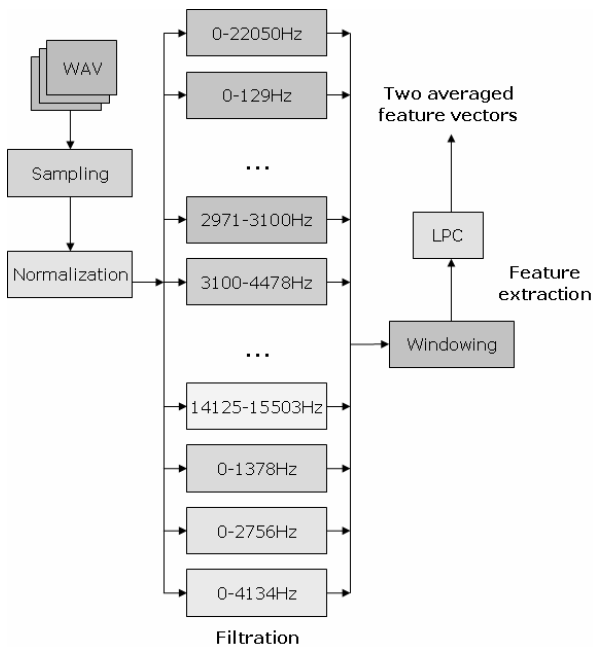 WAV
Sampling
Normalization
0-22050Hz
0-129Hz
...
2971-3100Hz
3100-4478Hz
...
14125-15503Hz
0-1378Hz
0-2756Hz
0-4134Hz
Filtration
Two averaged
feature vectors
LPC
Feature
extraction
Windowing